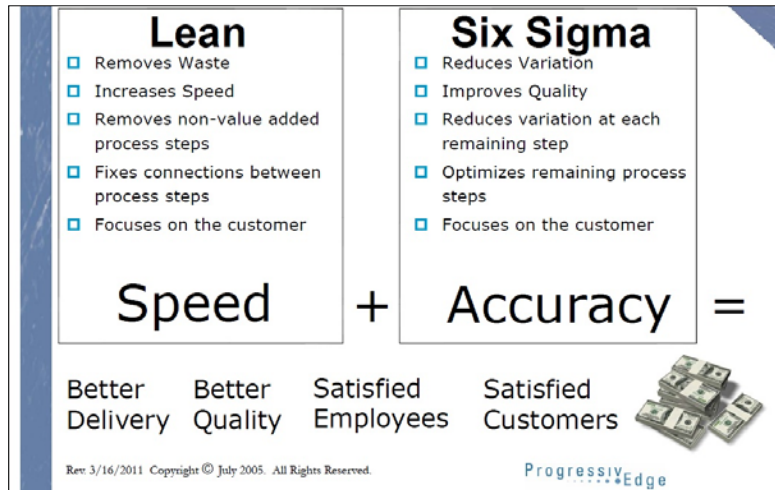 Lean
Removes Waste
Increases Speed
Removes non-value added
process steps
Fixes connections between
process steps
Focuses on the customer
Speed
+
Six Sigma
Reduces Variation
Improves Quality
Reduces variation at each
remaining step
Optimizes remaining process
steps
Focuses on the customer
Accuracy
=
Better
Delivery
Better
Quality
Satisfied
Employees
Satisfied
Customers
Rev. 3/16/2011 Copyright © July 2005. All Rights Reserved.
ProgressivEdge